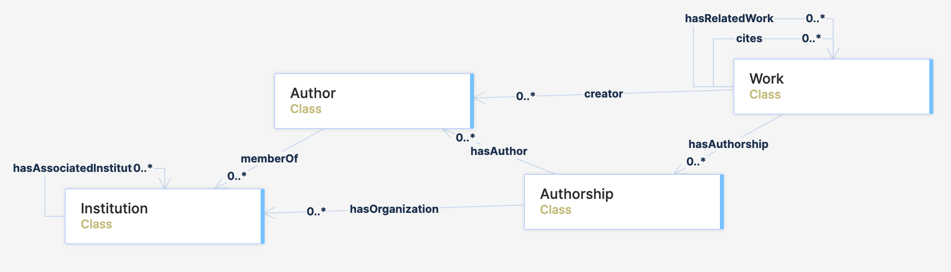 hasRelatedWork 0..*
cites 0..*
Work
Class
Author
Class
0..* creator
0..*
hasAuthor
hasAuthorship
0..*
memberOf
0..*
hasAssociatedInstitut 0..*
Institution
Class
0..* hasOrganization
Authorship
Class